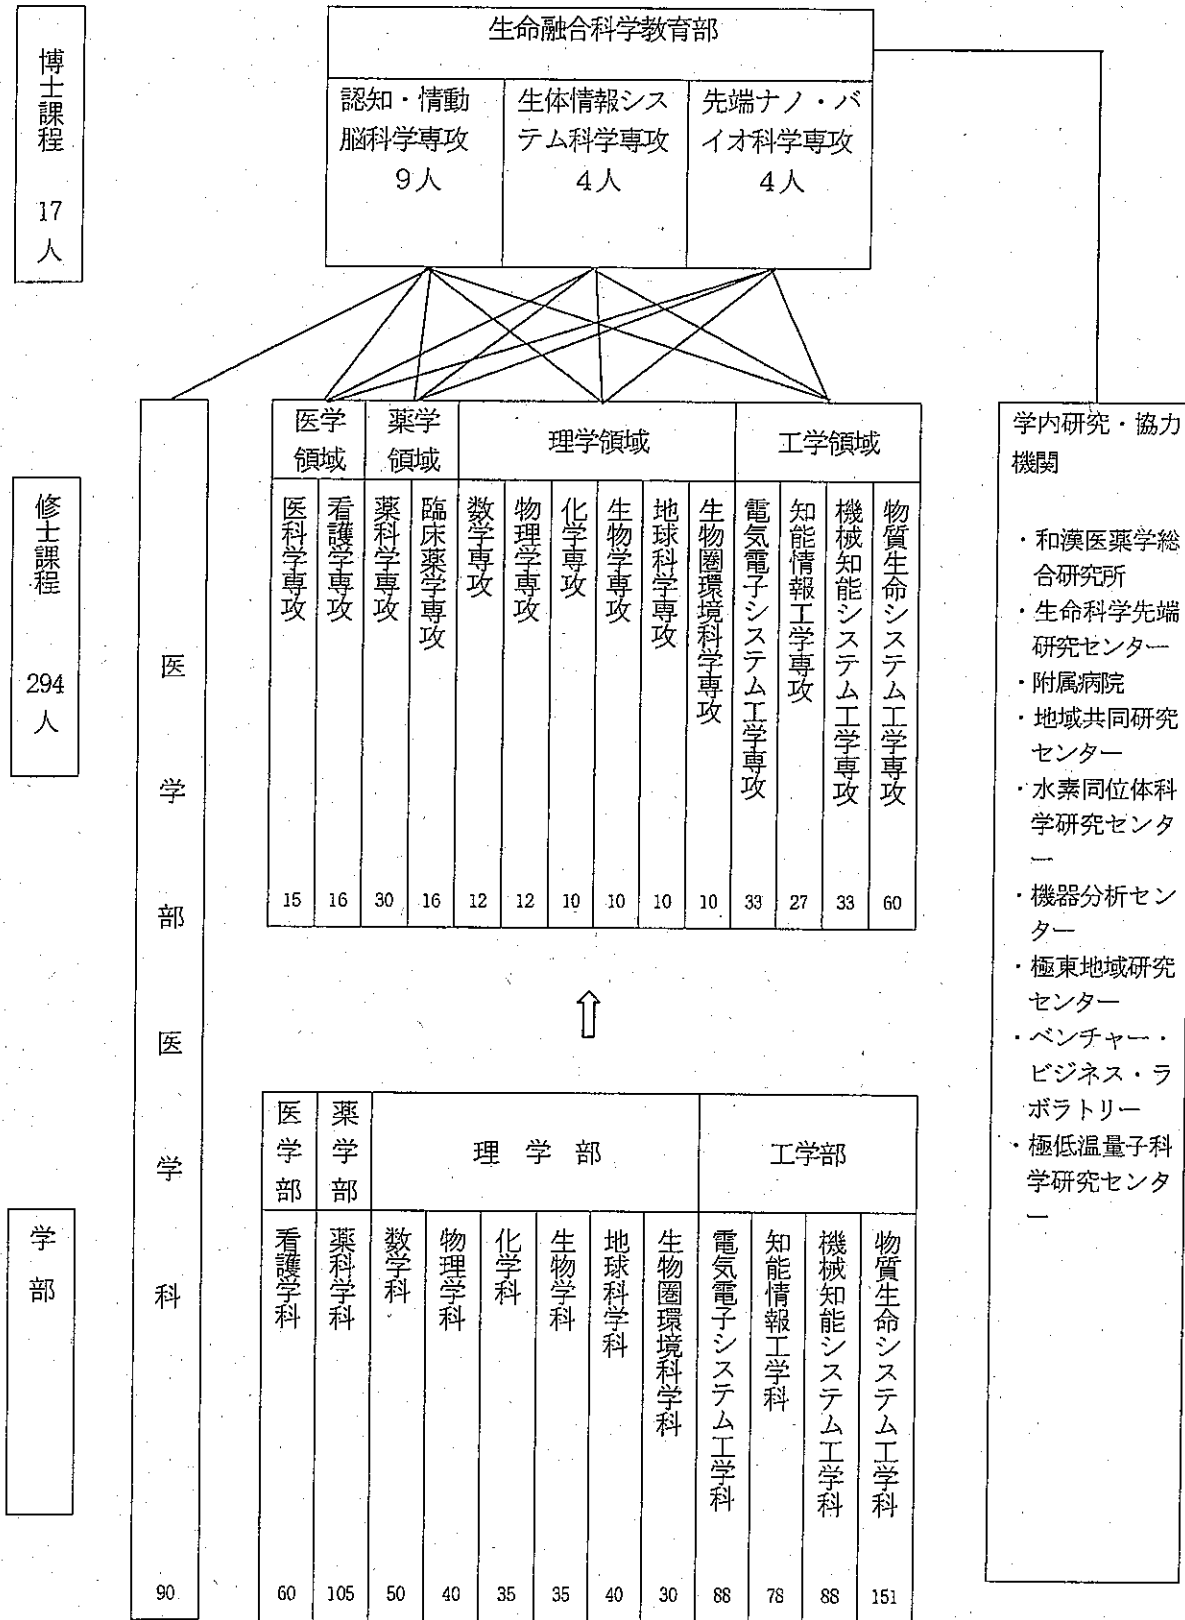 生命融合科学教育部
博士課程 17人
認知・情動
脳科学専攻
9人
生体情報シス
テム科学専攻
4人
先端ナノ・バ
イオ科学専攻
4人
修士課程 294人
医学
領域
薬学
領域
理学領域
工学領域
医科学専攻 15
看護学専攻 16
薬科学専攻 30
臨床薬学専攻 16
数学専攻 12
物理学専攻 12
化学専攻 10
生物学専攻 10
地球科学専攻 10
生物圏環境科学専攻 10
電気電子システム工学専攻 33
知能情報工学専攻 27
機械知能システム工学専攻 33
物質生命システム工学専攻 60
学内研究・協力
機関
・和漢医薬学総
合研究所
・生命科学先端
研究センター
・附属病院
・地域共同研究
センター
・水素同位体科
学研究センタ
ー
・機器分析セン
ター
・極東地域研究
センター
・ベンチャー・
ビジネス・ラ
ボラトリー
・極低温量子科
学研究センタ
ー
医学部医学科 90
学部
医学部
薬学部
理学部
工学部
看護学科 60
薬科学科 105
数学科 50
物理学科 40
化学科 35
生物学科 35
地球科学科 40
生物圏環境科学科 30
電気電子システム工学科 88
知能情報工学科 78
機械知能システム工学科 88
物質生命システム工学科 151